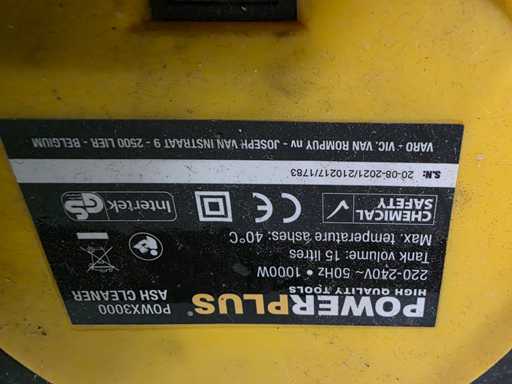 POWERPLUS®
HIGH QUALITY TOOLS
POWX3000
ASH CLEANER
220-240V~ 50Hz • 1000W
Tank volume: 15 litres
Max. temperature ashes: 40°C
CHEMICAL
SAFETY
CE
Intertek
GS
S.N: 20-08-2021/210217/1783
VARO - VIC. VAN ROMPUY nv - JOSEPH VAN INSTRAAT 9 - 2500 LIER - BELGIUM